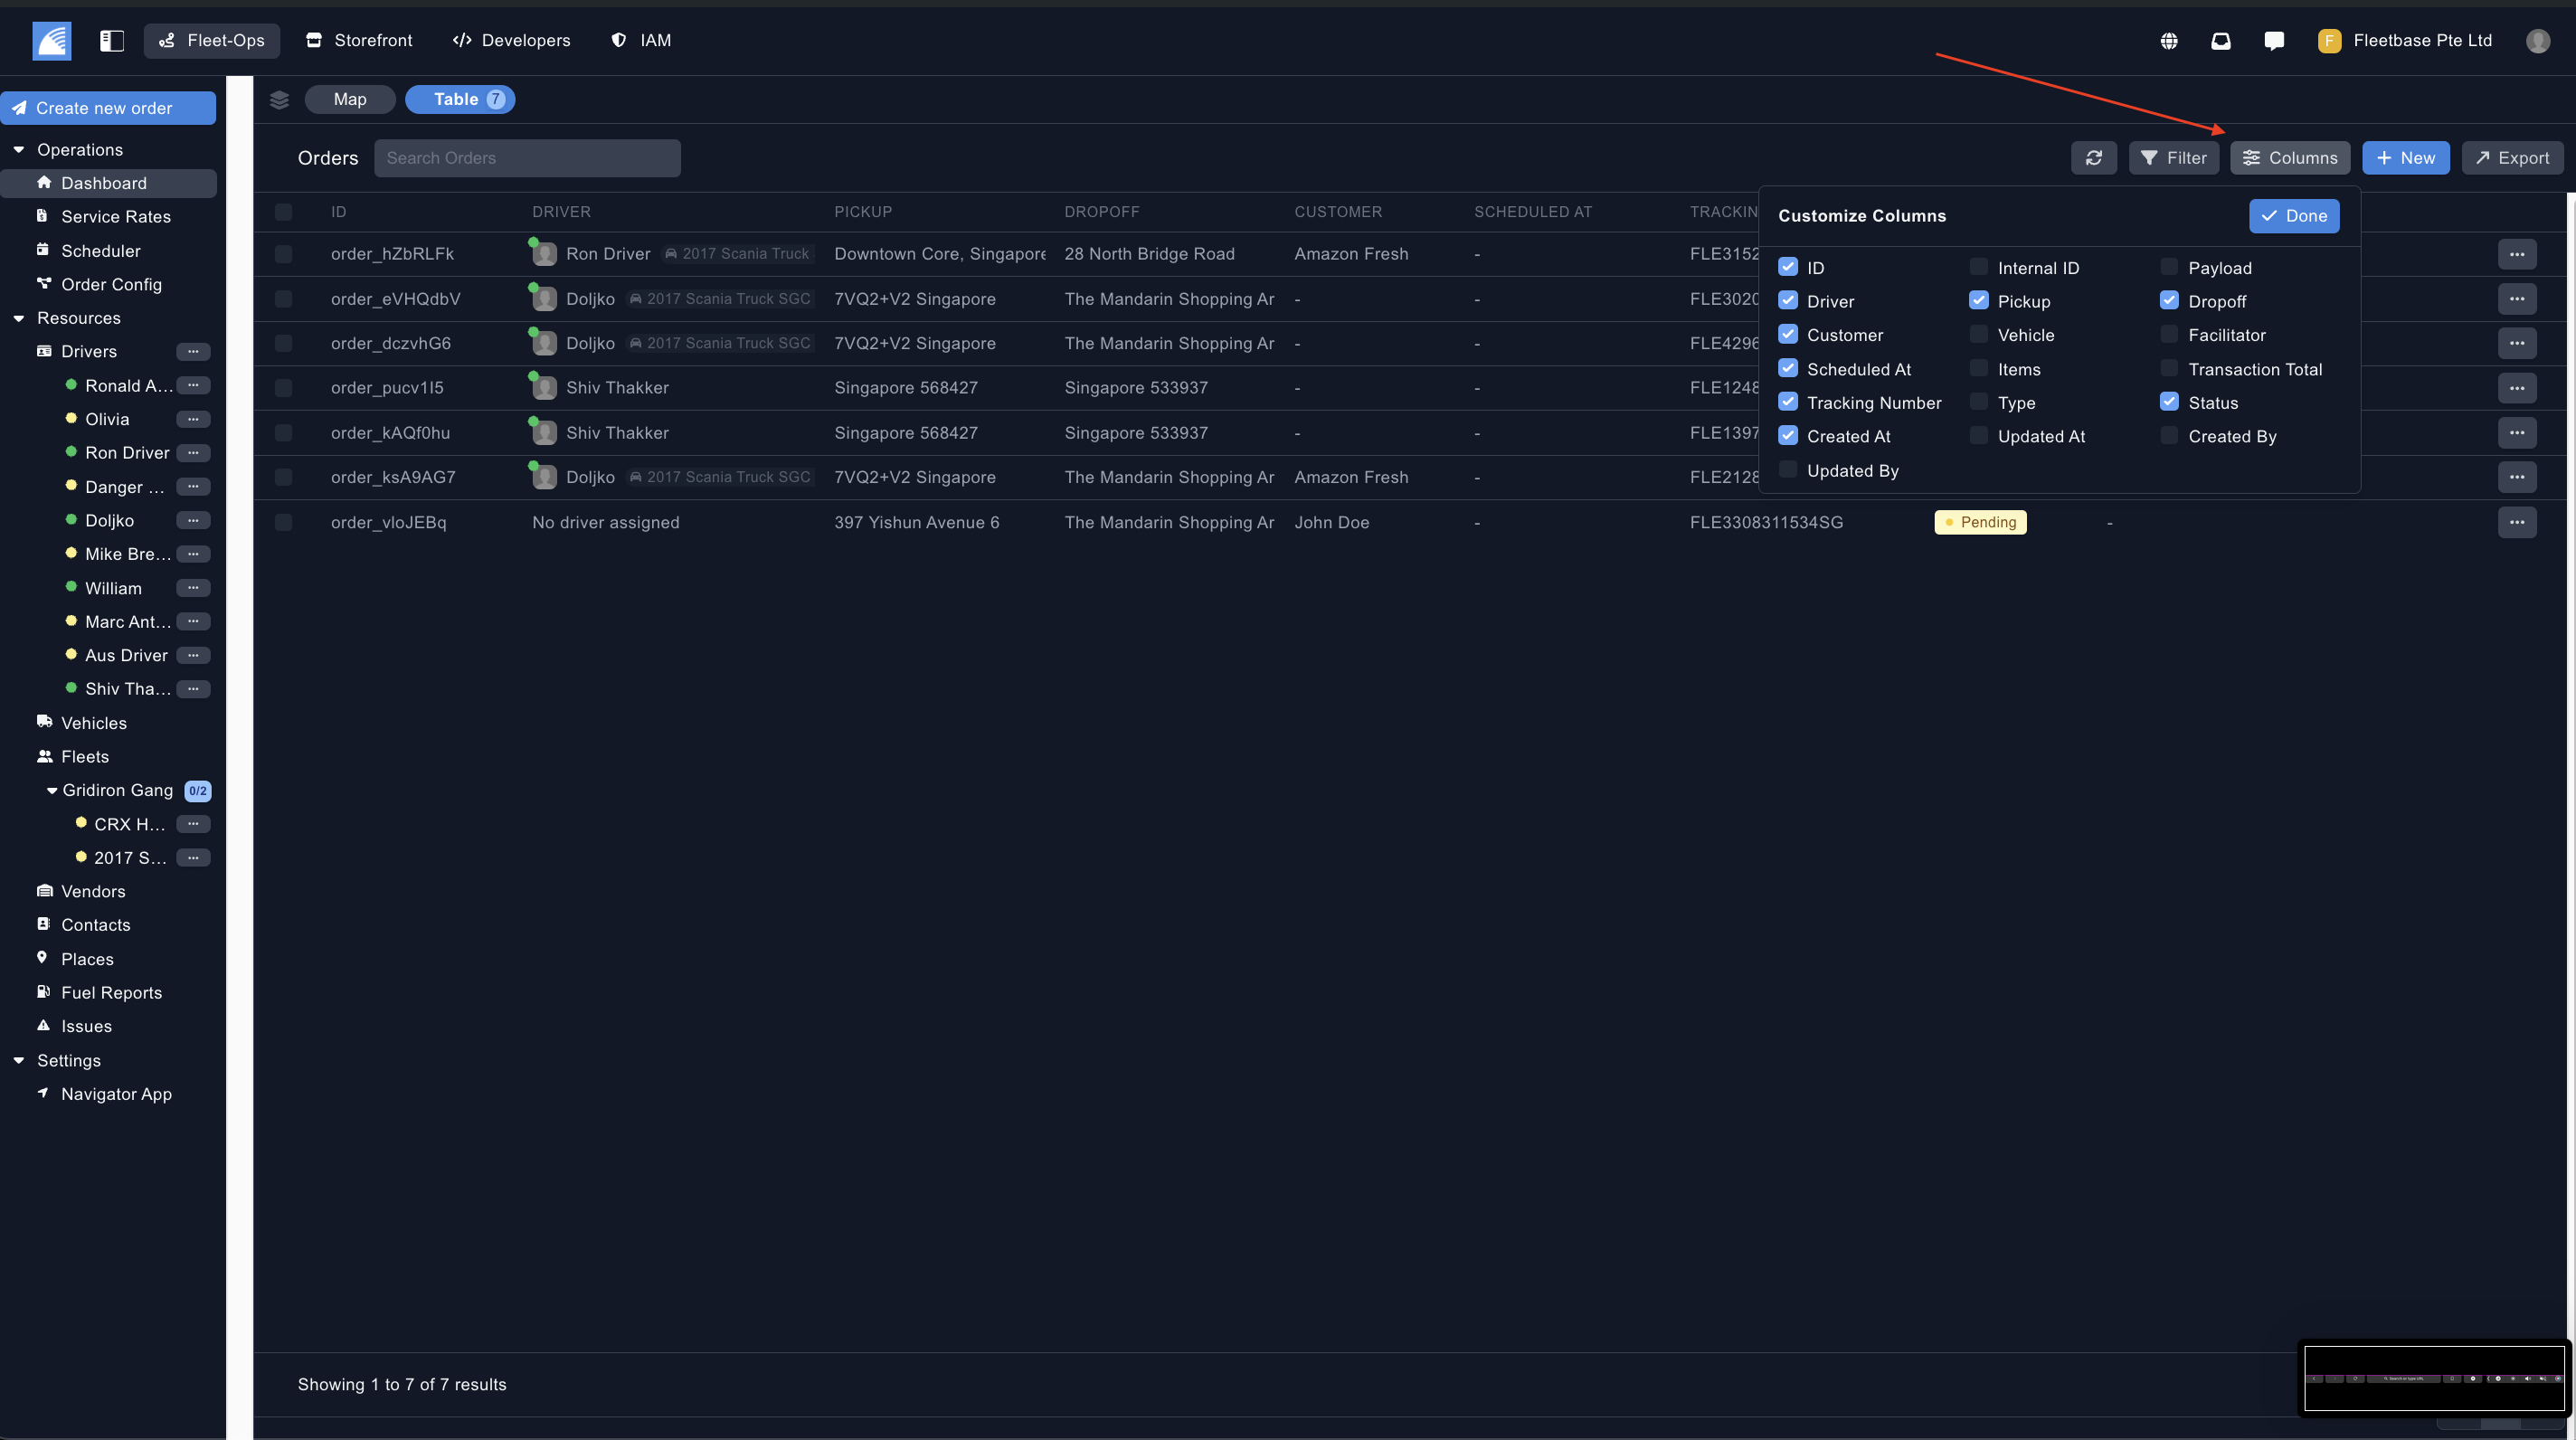 Fleet-Ops Storefront Developers IAM F Fleetbase Pte Ltd
Create new order
Operations
Dashboard
Service Rates
Scheduler
Order Config
Resources
Drivers
Ronald A...
Olivia
Ron Driver
Danger ...
Doljko
Mike Bre...
William
Marc Ant...
Aus Driver
Shiv Tha...
Vehicles
Fleets
Gridiron Gang 0/2
CRX H...
2017 S...
Vendors
Contacts
Places
Fuel Reports
Issues
Settings
Navigator App
Map Table 7
Orders Search Orders Filter Columns New Export
ID DRIVER PICKUP DROPOFF CUSTOMER SCHEDULED AT TRACKIN
order_hZbRLFk Ron Driver 2017 Scania Truck Downtown Core, Singapore 28 North Bridge Road Amazon Fresh - FLE3152
order_eVHQdbV Doljko 2017 Scania Truck SGC 7VQ2+V2 Singapore The Mandarin Shopping Ar - - FLE3020
order_dczvhG6 Doljko 2017 Scania Truck SGC 7VQ2+V2 Singapore The Mandarin Shopping Ar - - FLE4296
order_pucv1I5 Shiv Thakker Singapore 568427 Singapore 533937 - - FLE1248
order_kAQf0hu Shiv Thakker Singapore 568427 Singapore 533937 - - FLE1397
order_ksA9AG7 Doljko 2017 Scania Truck SGC 7VQ2+V2 Singapore The Mandarin Shopping Ar Amazon Fresh - FLE2128
order_vloJEBq No driver assigned 397 Yishun Avenue 6 The Mandarin Shopping Ar John Doe - FLE3308311534SG Pending -
Customize Columns Done
ID Internal ID Payload
Driver Pickup Dropoff
Customer Vehicle Facilitator
Scheduled At Items Transaction Total
Tracking Number Type Status
Created At Updated At Created By
Updated By
Showing 1 to 7 of 7 results